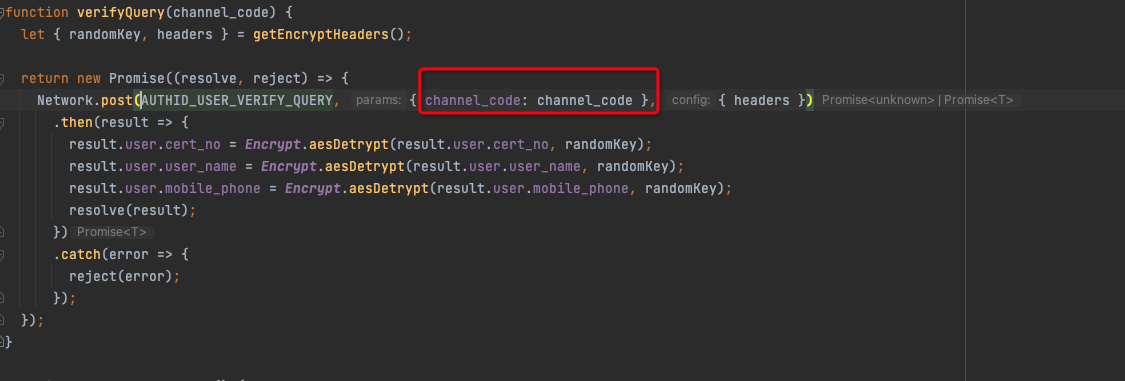 function verifyQuery(channel_code) {
let { randomKey, headers } = getEncryptHeaders();
return new Promise((resolve, reject) => {
Network.post(AUTHID_USER_VERIFY_QUERY, params: { channel_code: channel_code }, config: { headers }) Promise<unknown> | Promise<T>
.then(result => {
result.user.cert_no = Encrypt.aesDetrypt(result.user.cert_no, randomKey);
result.user.user_name = Encrypt.aesDetrypt(result.user.user_name, randomKey);
result.user.mobile_phone = Encrypt.aesDetrypt(result.user.mobile_phone, randomKey);
resolve(result);
}) Promise<T>
.catch(error => {
reject(error);
});
});
}